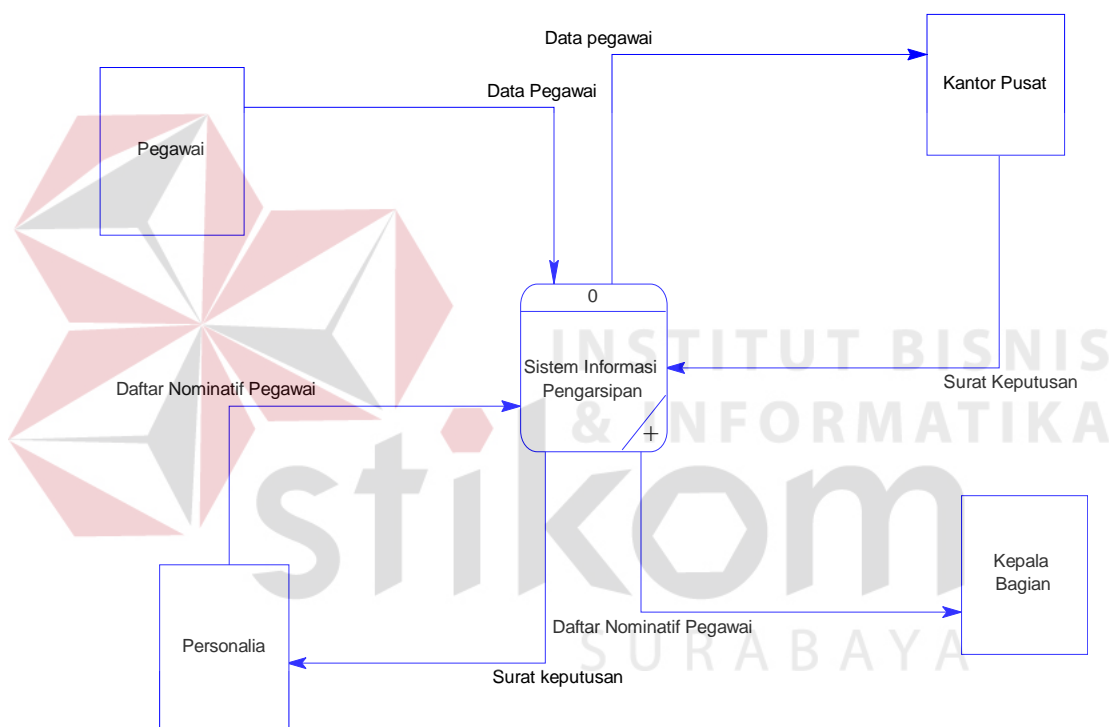 Data pegawai
Kantor Pusat
Data Pegawai
Pegawai
0
Sistem Informasi
Pengarsipan
+
INSTITUT BISNIS
& INFORMATIKA
stikom
SURABAYA
Surat Keputusan
Daftar Nominatif Pegawai
Kepala
Bagian
Daftar Nominatif Pegawai
Personalia
Surat keputusan